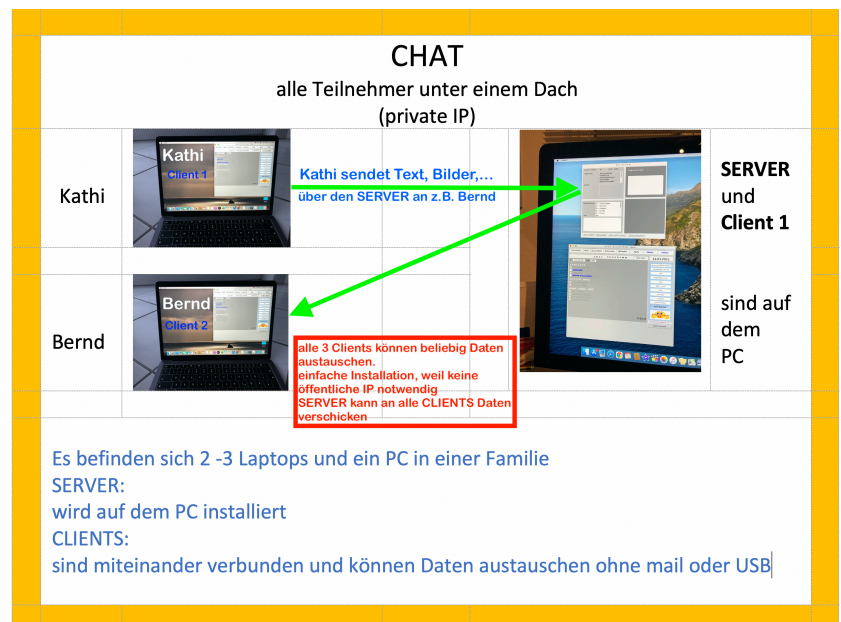 CHAT
alle Teilnehmer unter einem Dach
(private IP)
Kathi
Kathi
Client 1
Kathi sendet Text, Bilder,...
über den SERVER an z.B. Bernd
SERVER
und
Client 1
sind auf
dem
PC
Bernd
Bernd
Client 2
alle 3 Clients können beliebig Daten
austauschen.
einfache Installation, weil keine
öffentliche IP notwendig
SERVER kann an alle CLIENTS Daten
verschicken
Es befinden sich 2 -3 Laptops und ein PC in einer Familie
SERVER:
wird auf dem PC installiert
CLIENTS:
sind miteinander verbunden und können Daten austauschen ohne mail oder USB